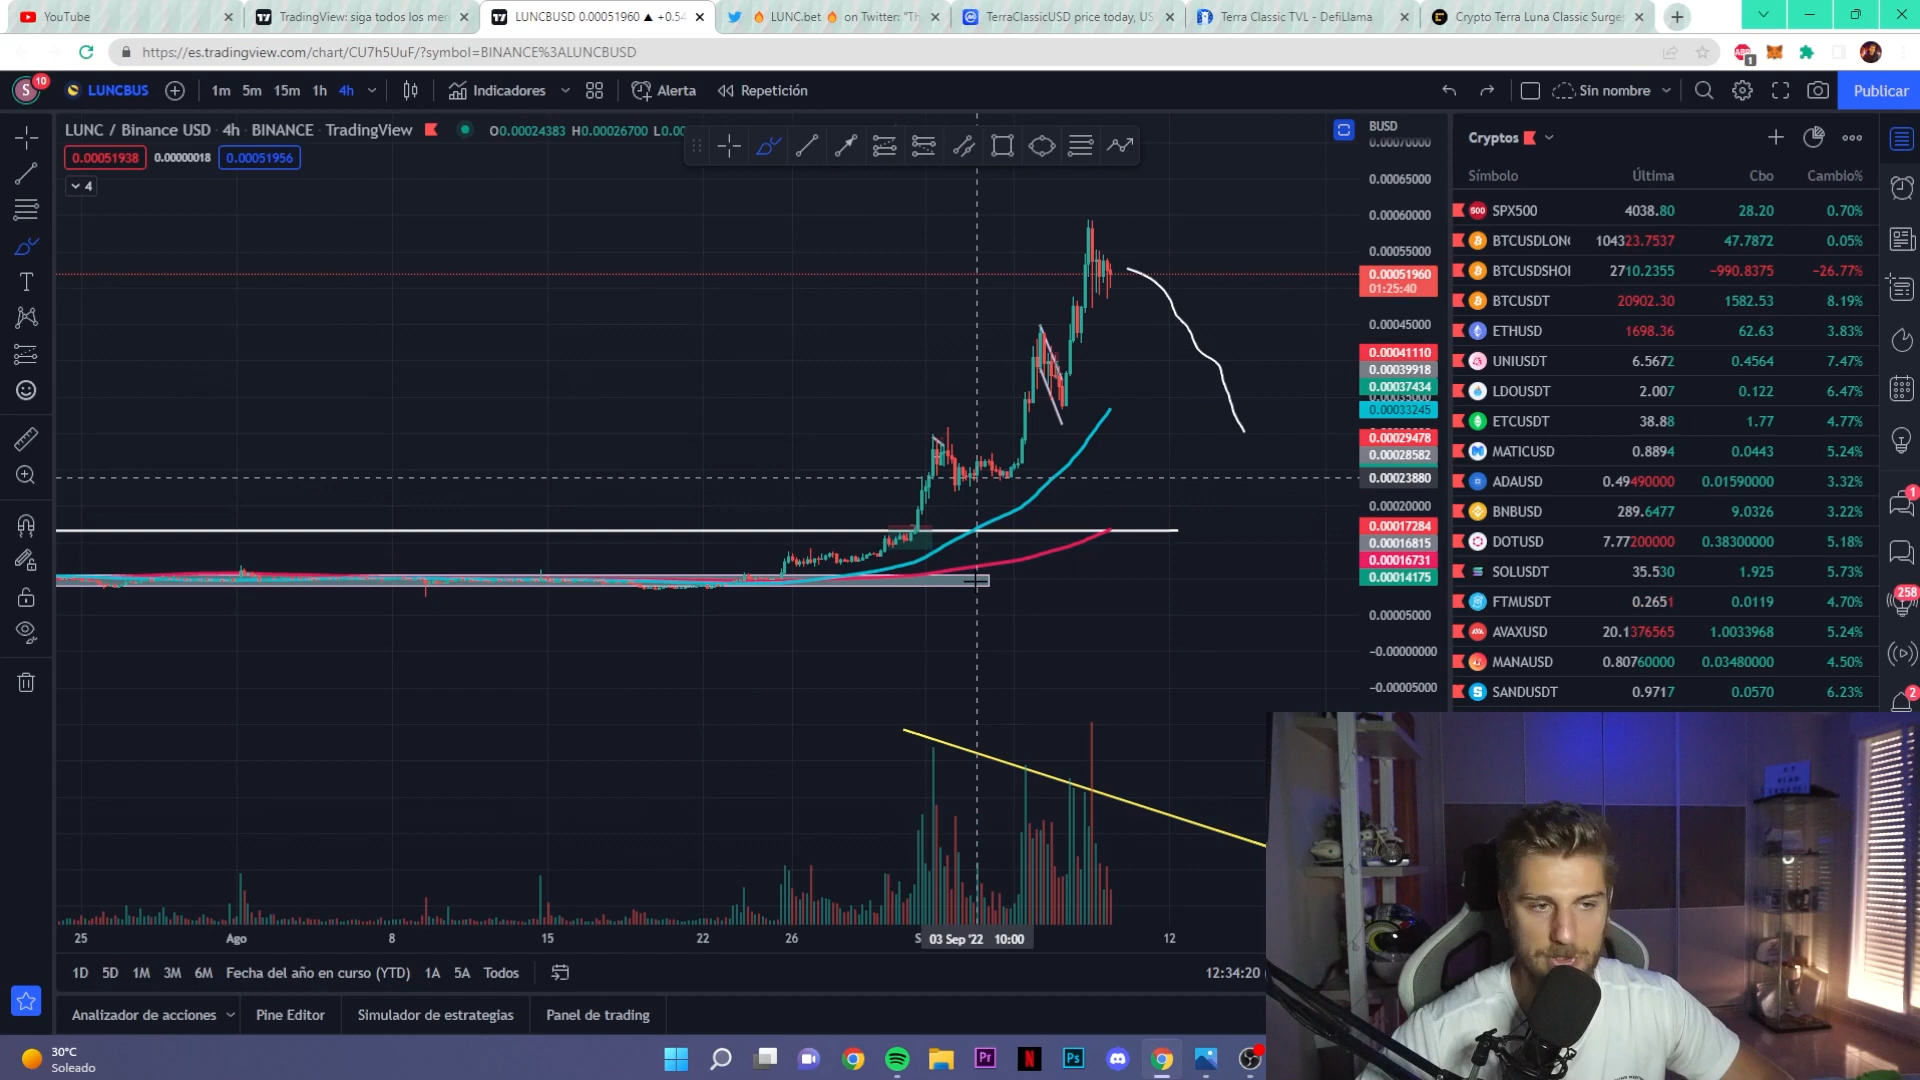 YouTube
TradingView: siga todos los mer
LUNCBUSD 0.00051960 ▲ +0.54
LUNC.bet 🔥 on Twitter: "Th
TerraClassicUSD price today, US
Terra Classic TVL - DefiLlama
Crypto Terra Luna Classic Surge
https://es.tradingview.com/chart/CU7h5UuF/?symbol=BINANCE%3ALUNCBUSD
S 10
LUNCBUS
1m 5m 15m 1h 4h
Indicadores
Alerta
Repetición
Sin nombre
Publicar
LUNC / Binance USD · 4h · BINANCE · TradingView
O0.00024383 H0.00026700 L0.00
0.00051938 0.00000018 0.00051956
4
BUSD
0.00070000
0.00065000
0.00060000
0.00055000
0.00051960
01:25:40
0.00045000
0.00041110
0.00039918
0.00037434
0.00035000
0.00033245
0.00029478
0.00028582
0.00023880
0.00020000
0.00017284
0.00016815
0.00016731
0.00014175
0.00005000
−0.00000000
−0.00005000
Cryptos
Símbolo Última Cbo Cambio%
SPX500 4038.80 28.20 0.70%
BTCUSDLON 104323.7537 47.7872 0.05%
BTCUSDSHOI 2710.2355 −990.8375 −26.77%
BTCUSDT 20902.30 1582.53 8.19%
ETHUSD 1698.36 62.63 3.83%
UNIUSDT 6.5672 0.4564 7.47%
LDOUSDT 2.007 0.122 6.47%
ETCUSDT 38.88 1.77 4.77%
MATICUSD 0.8894 0.0443 5.24%
ADAUSD 0.49490000 0.01590000 3.32%
BNBUSD 289.6477 9.0326 3.22%
DOTUSD 7.77200000 0.38300000 5.18%
SOLUSDT 35.530 1.925 5.73%
FTMUSDT 0.2651 0.0119 4.70%
AVAXUSD 20.1376565 1.0033968 5.24%
MANAUSD 0.80760000 0.03480000 4.50%
SANDUSDT 0.9717 0.0570 6.23%
1
258
2
25 Ago 8 15 22 26 S 03 Sep '22 10:00 12
1D 5D 1M 3M 6M Fecha del año en curso (YTD) 1A 5A Todos
12:34:20
Analizador de acciones
Pine Editor
Simulador de estrategias
Panel de trading
30°C
Soleado